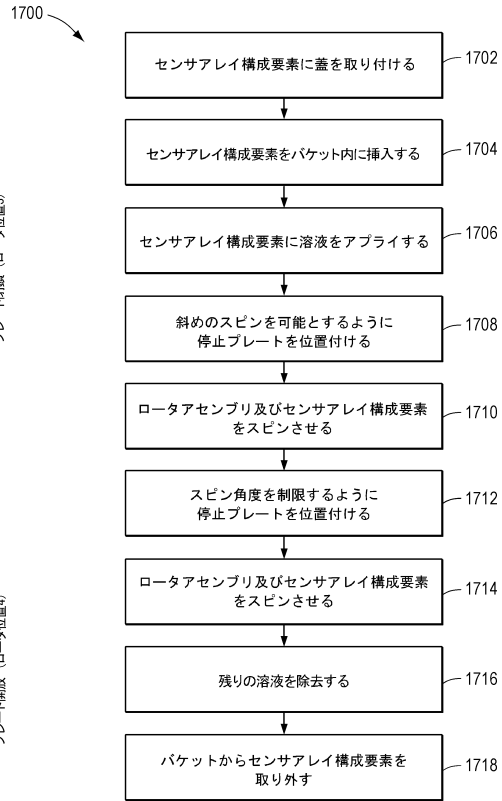 1700
センサアレイ構成要素に蓋を取り付ける
1702
センサアレイ構成要素をバケット内に挿入する
1704
センサアレイ構成要素に溶液をアプライする
1706
斜めのスピンを可能とするように
停止プレートを位置付ける
1708
ロータアセンブリ及びセンサアレイ構成要素
をスピンさせる
1710
スピン角度を制限するように
停止プレートを位置付ける
1712
ロータアセンブリ及びセンサアレイ構成要素
をスピンさせる
1714
残りの溶液を除去する
1716
バケットからセンサアレイ構成要素を
取り外す
1718